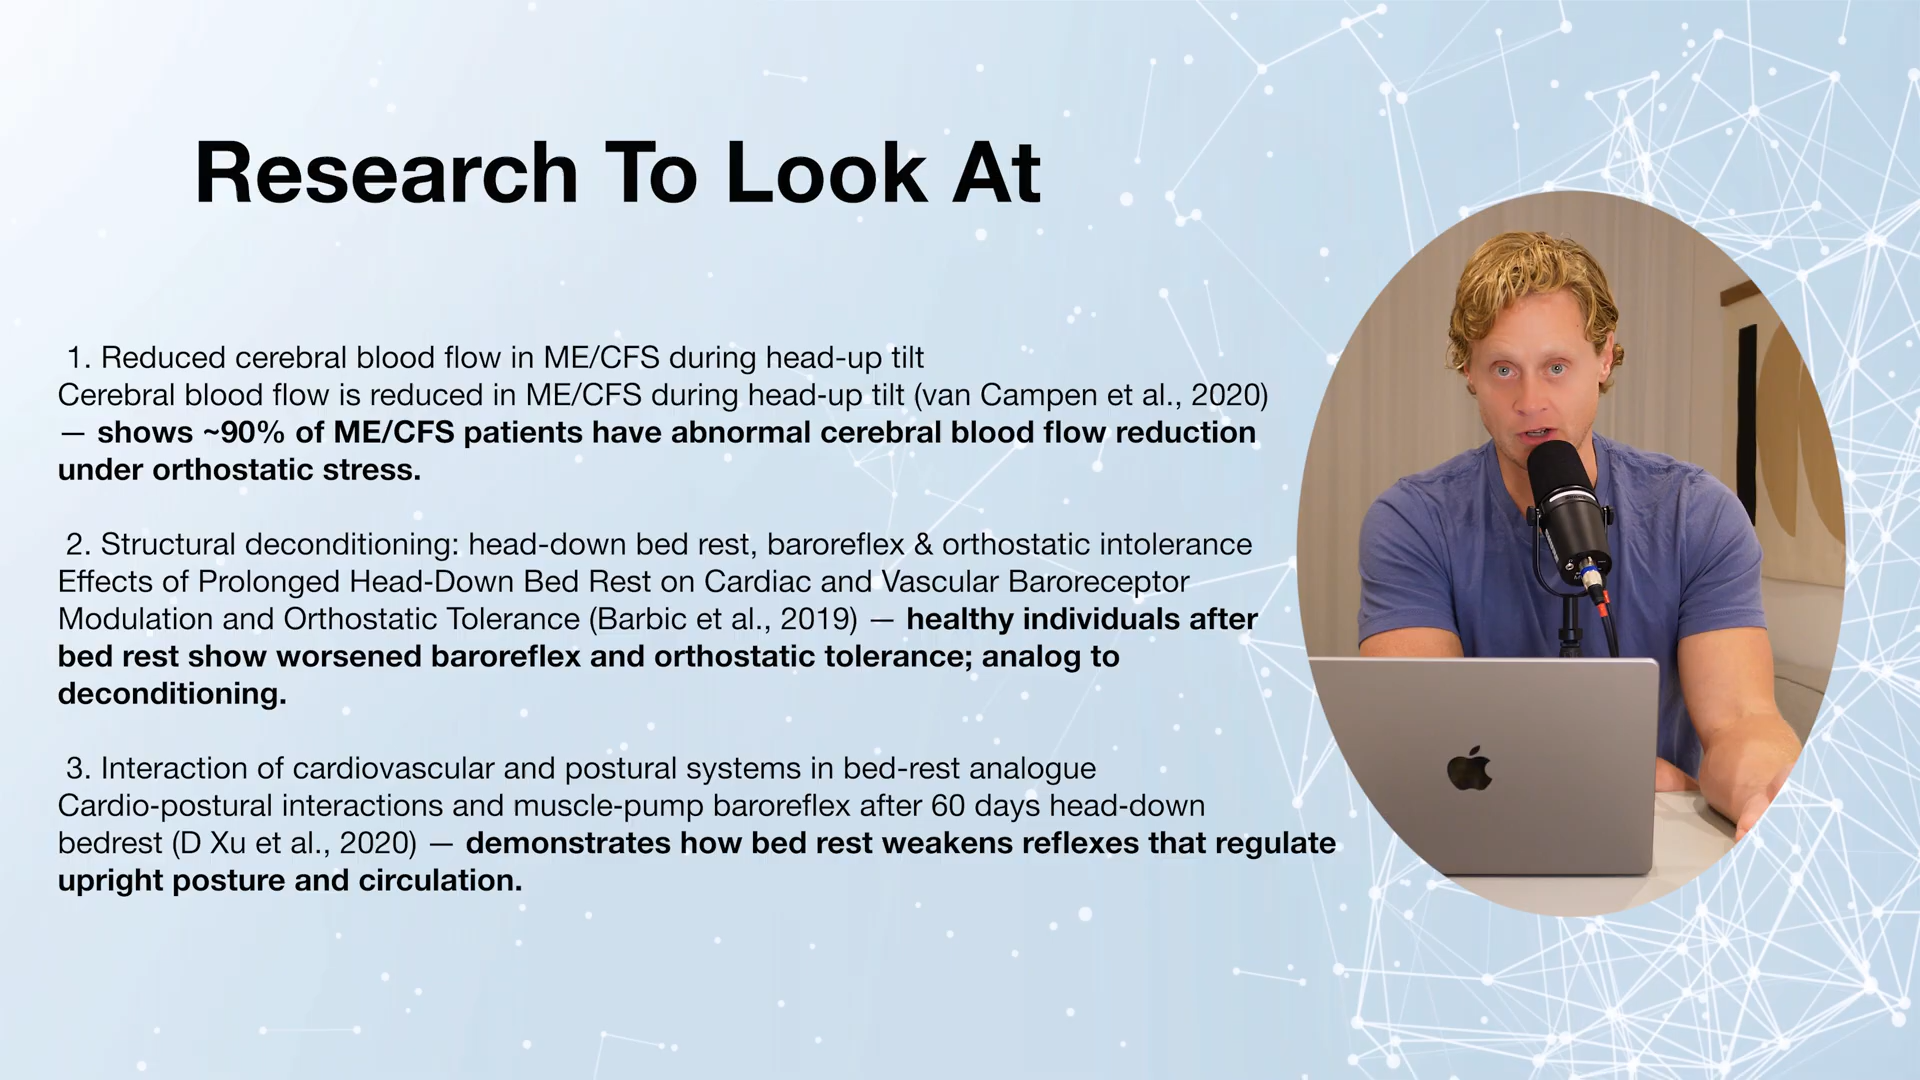 Research To Look At
1. Reduced cerebral blood flow in ME/CFS during head-up tilt
Cerebral blood flow is reduced in ME/CFS during head-up tilt (van Campen et al., 2020)
— shows ~90% of ME/CFS patients have abnormal cerebral blood flow reduction
under orthostatic stress.
2. Structural deconditioning: head-down bed rest, baroreflex & orthostatic intolerance
Effects of Prolonged Head-Down Bed Rest on Cardiac and Vascular Baroreceptor
Modulation and Orthostatic Tolerance (Barbic et al., 2019) — healthy individuals after
bed rest show worsened baroreflex and orthostatic tolerance; analog to
deconditioning.
3. Interaction of cardiovascular and postural systems in bed-rest analogue
Cardio-postural interactions and muscle-pump baroreflex after 60 days head-down
bedrest (D Xu et al., 2020) — demonstrates how bed rest weakens reflexes that regulate
upright posture and circulation.